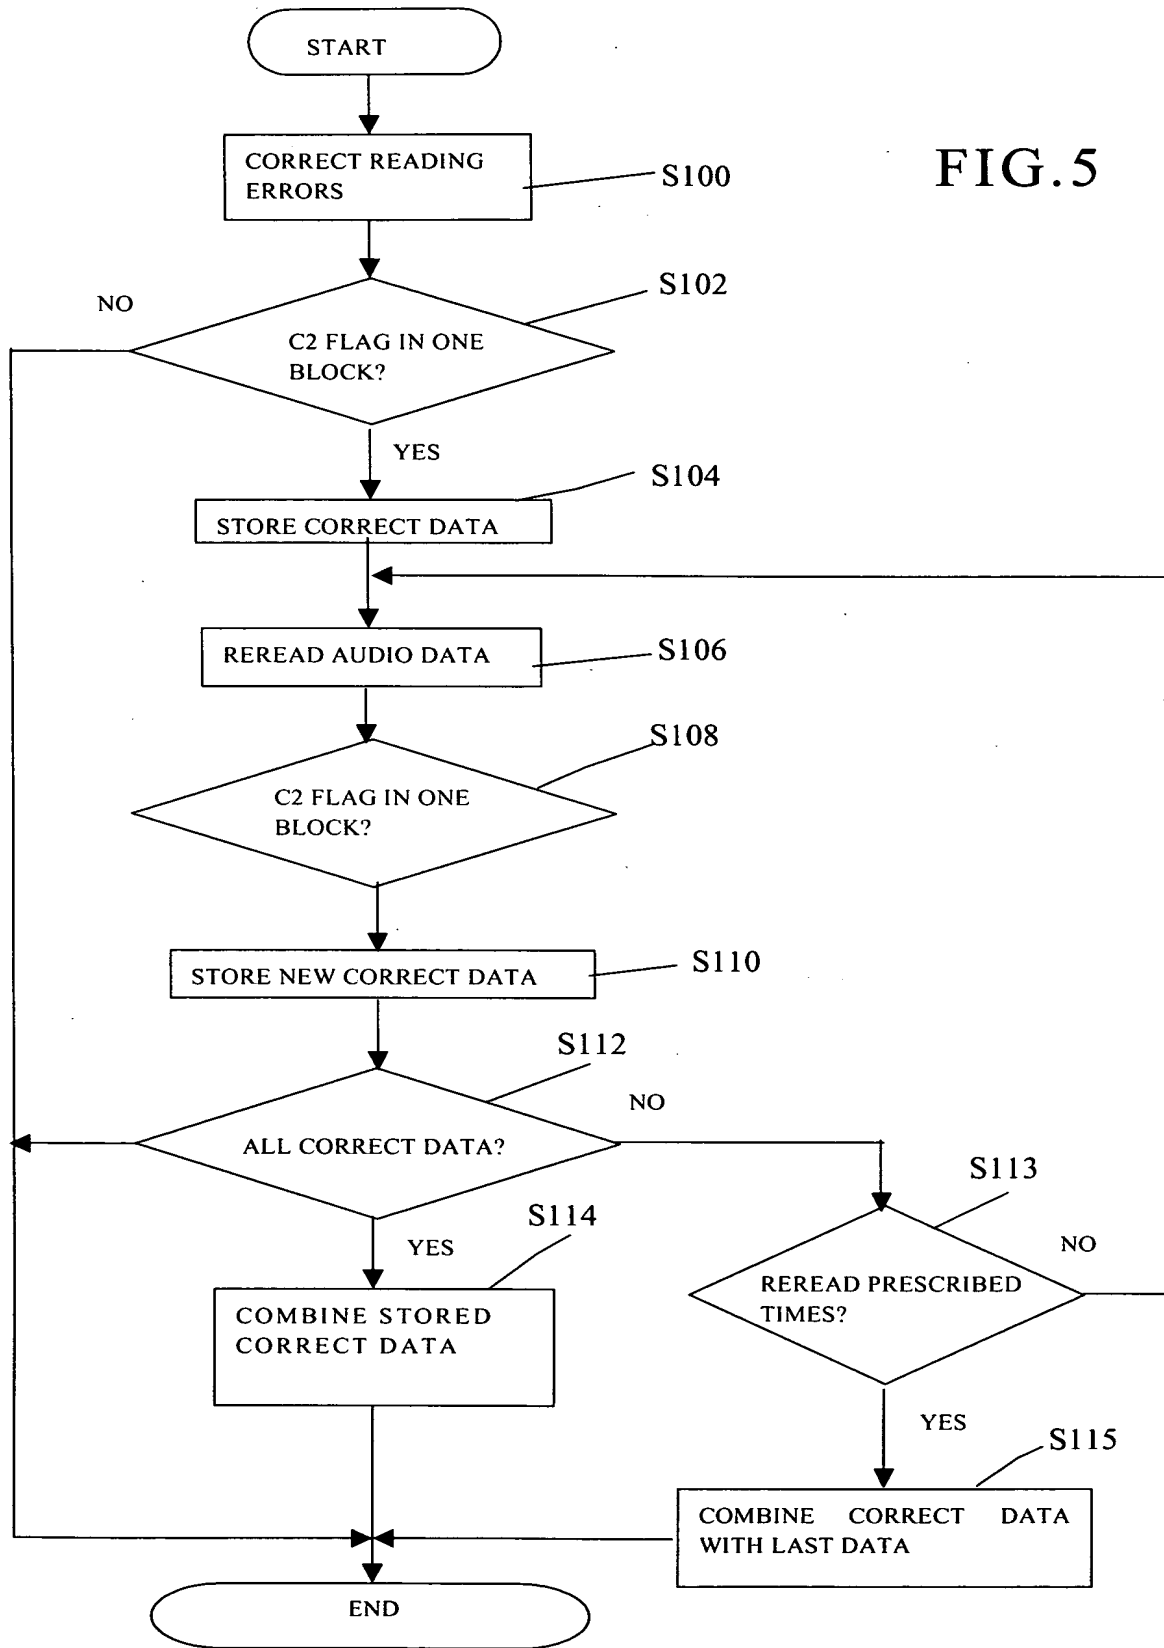 START
FIG.5
CORRECT READING
ERRORS
S100
S102
NO
C2 FLAG IN ONE
BLOCK?
YES
S104
STORE CORRECT DATA
REREAD AUDIO DATA
S106
S108
C2 FLAG IN ONE
BLOCK?
STORE NEW CORRECT DATA
S110
S112
NO
ALL CORRECT DATA?
S113
S114
YES
NO
REREAD PRESCRIBED
TIMES?
COMBINE STORED
CORRECT DATA
YES
S115
COMBINE CORRECT DATA
WITH LAST DATA
END